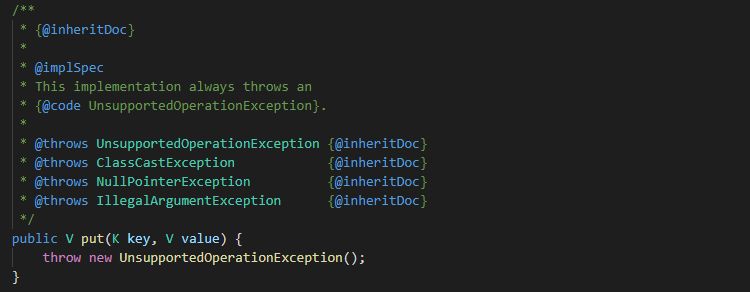 /**
 * {@inheritDoc}
 *
 * @implSpec
 * This implementation always throws an
 * {@code UnsupportedOperationException}.
 *
 * @throws UnsupportedOperationException {@inheritDoc}
 * @throws ClassCastException            {@inheritDoc}
 * @throws NullPointerException          {@inheritDoc}
 * @throws IllegalArgumentException      {@inheritDoc}
 */
public V put(K key, V value) {
    throw new UnsupportedOperationException();
}